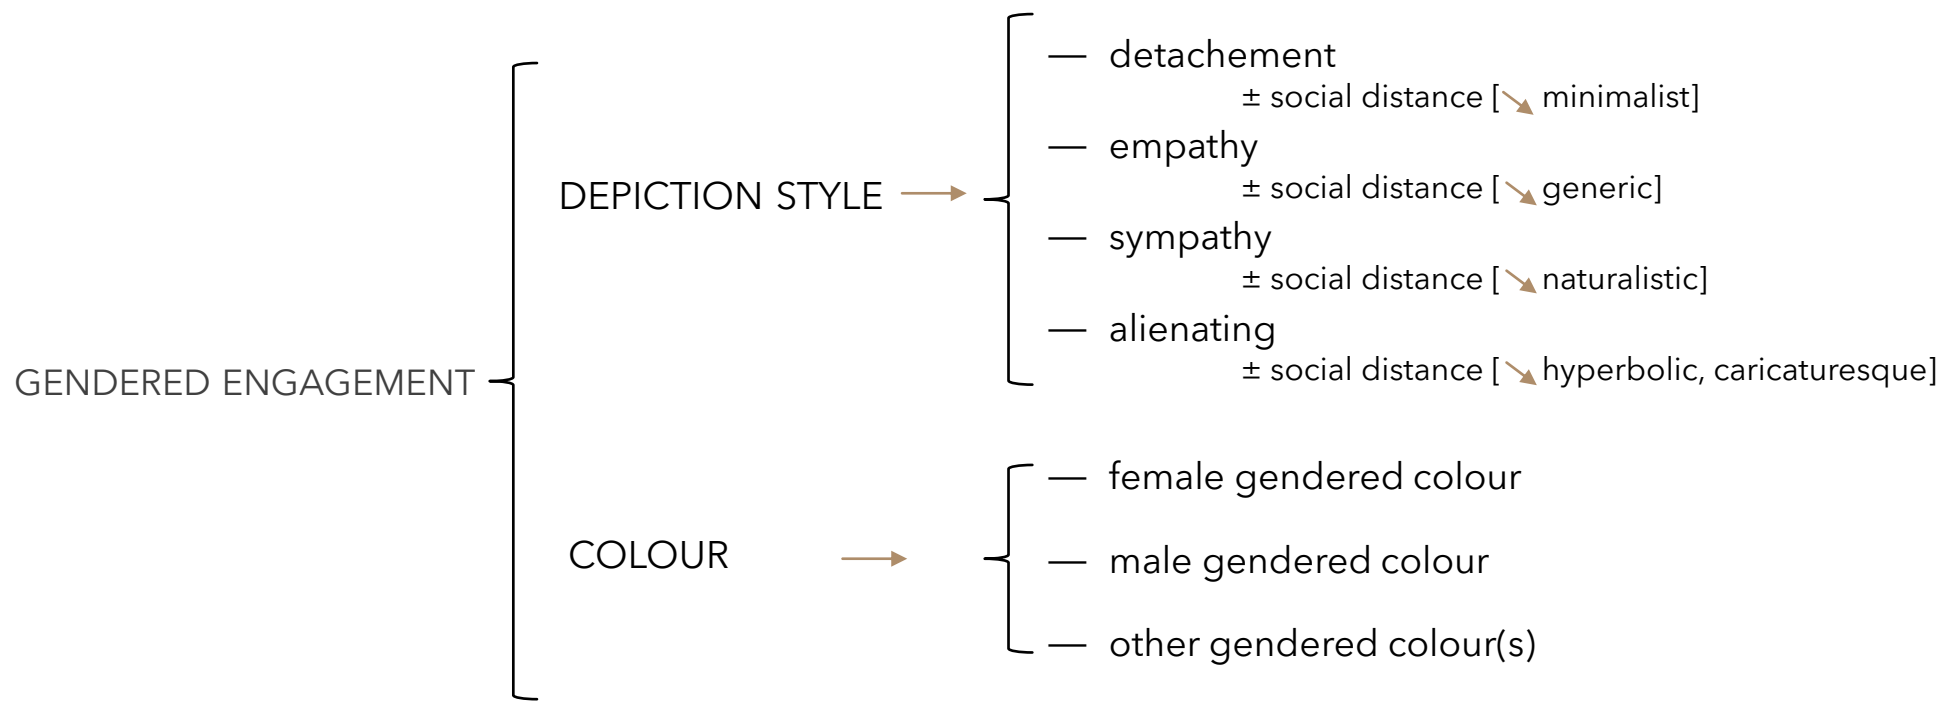 — detachement
± social distance [↘ minimalist]
— empathy
± social distance [↘ generic]
DEPICTION STYLE →
— sympathy
± social distance [↘ naturalistic]
— alienating
± social distance [↘ hyperbolic, caricaturesque]
GENDERED ENGAGEMENT
— female gendered colour
COLOUR →
— male gendered colour
— other gendered colour(s)